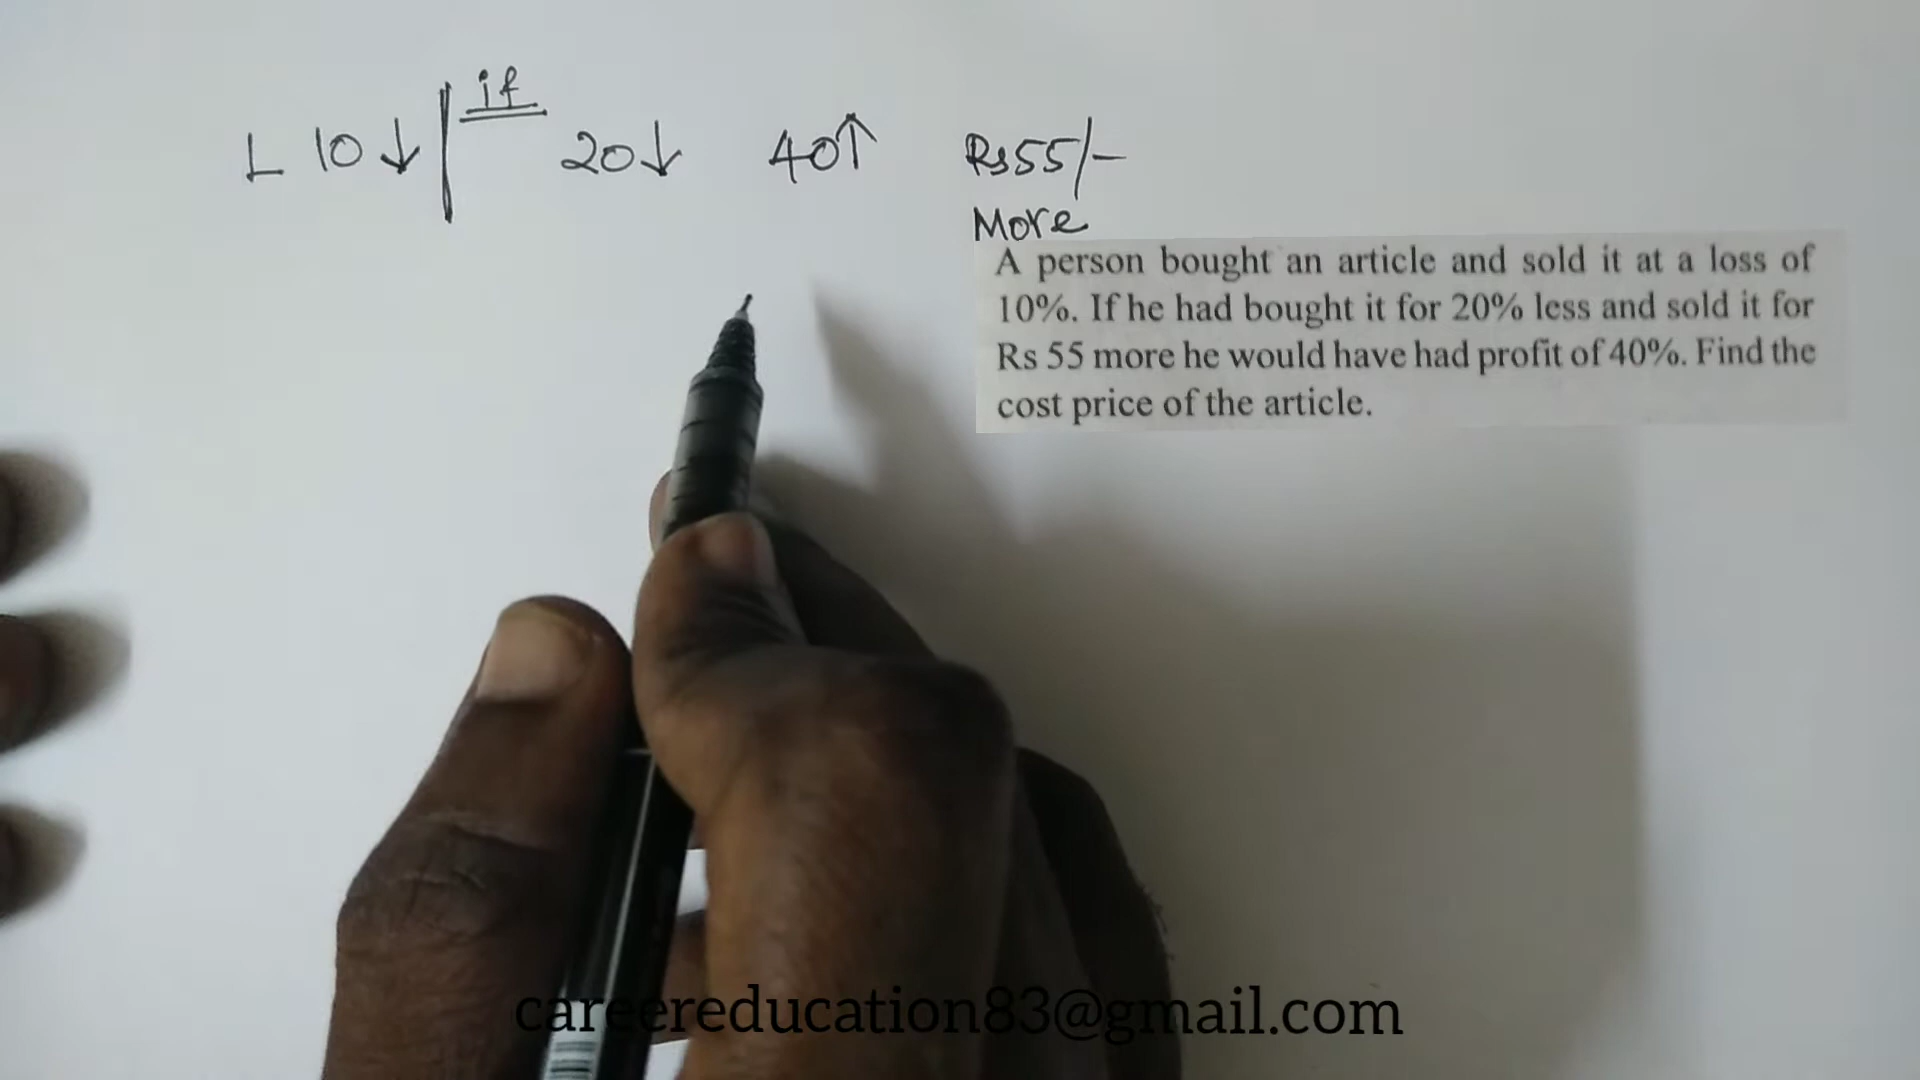 if
L 10↓ 20↓ 40↑ Rs55/-
More
A person bought an article and sold it at a loss of
10%. If he had bought it for 20% less and sold it for
Rs 55 more he would have had profit of 40%. Find the
cost price of the article.
careereducation83@gmail.com